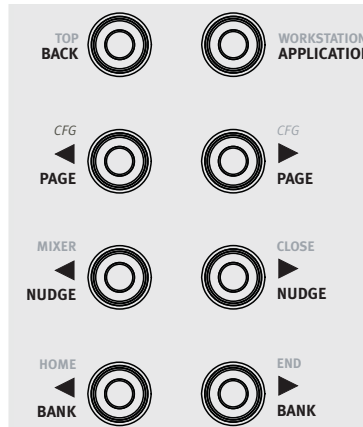 TOP
BACK
WORKSTATION
APPLICATION
CFG
PAGE
CFG
PAGE
MIXER
NUDGE
CLOSE
NUDGE
HOME
BANK
END
BANK